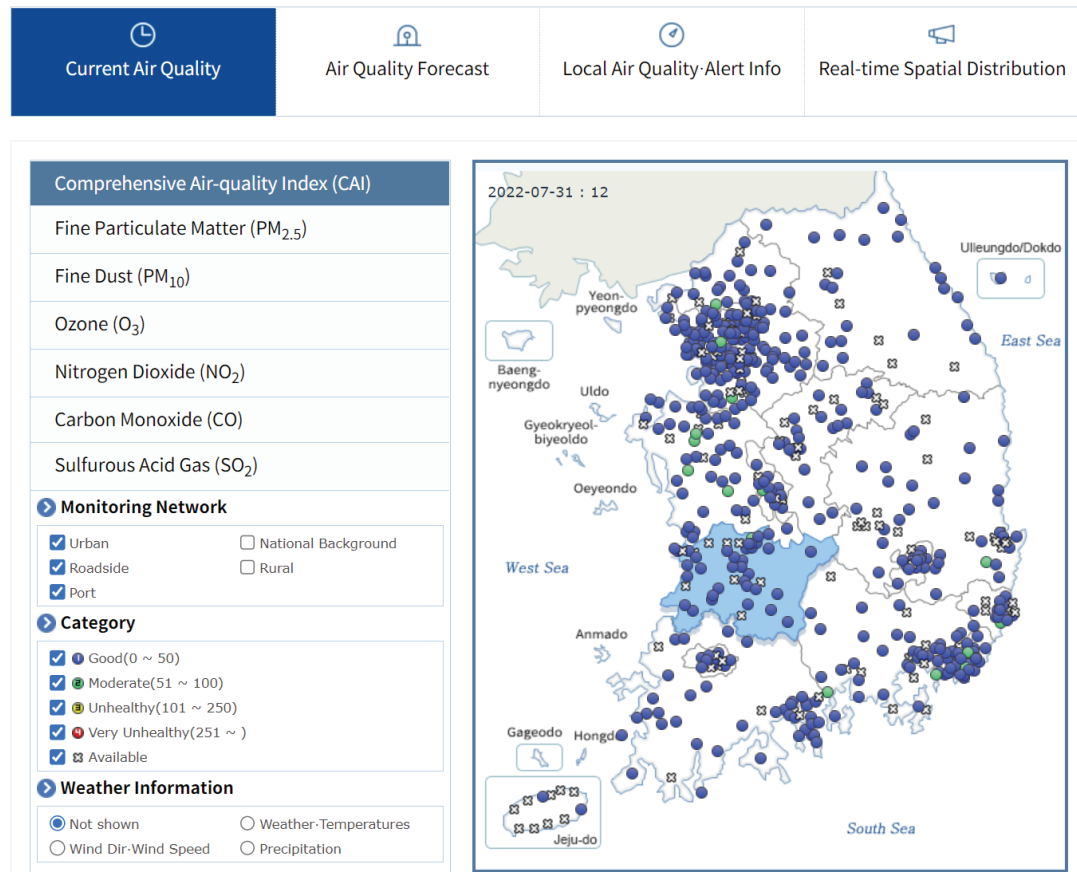 Current Air Quality
Air Quality Forecast
Local Air Quality·Alert Info
Real-time Spatial Distribution
Comprehensive Air-quality Index (CAI)
Fine Particulate Matter (PM2.5)
Fine Dust (PM10)
Ozone (O3)
Nitrogen Dioxide (NO2)
Carbon Monoxide (CO)
Sulfurous Acid Gas (SO2)
Monitoring Network
Urban
National Background
Roadside
Rural
Port
Category
1 Good(0 ~ 50)
2 Moderate(51 ~ 100)
3 Unhealthy(101 ~ 250)
4 Very Unhealthy(251 ~ )
Available
Weather Information
Not shown
Weather·Temperatures
Wind Dir·Wind Speed
Precipitation
2022-07-31 : 12
Ulleungdo/Dokdo
Yeon-
pyeongdo
East Sea
Baeng-
nyeongdo
Uldo
Gyeokryeol-
biyeoldo
Oeyeondo
West Sea
Anmado
Gageodo
Hongd
Jeju-do
South Sea